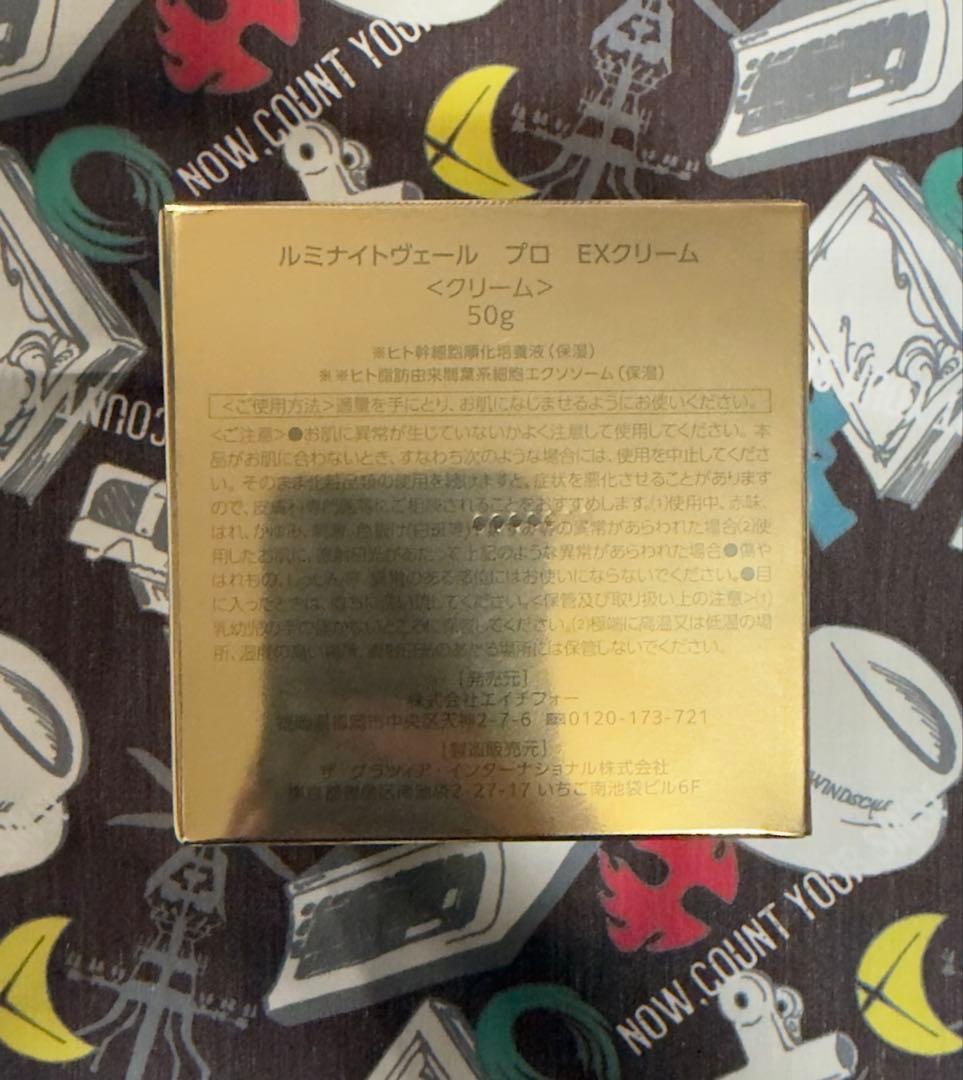 NOW.COUNT YOUR
ルミナイトヴェール プロ EXクリーム
<クリーム>
50g
※ヒト幹細胞順化培養液(保湿)
※※ヒト脂肪由来間葉系細胞エクソソーム(保湿)
<ご使用方法>適量を手にとり、お肌になじませるようにお使いください。
<ご注意>●お肌に異常が生じていないかよく注意して使用してください。本
品がお肌に合わないとき、すなわち次のような場合には、使用を中止してくださ
い。そのまま化粧品類の使用を続けますと、症状を悪化させることがあります
ので、皮膚科専門医等にご相談されることをおすすめします。(1)使用中、赤味、
はれ、かゆみ、刺激、色抜け(白斑等)や黒ずみ等の異常があらわれた場合(2)使
用したお肌に、直射日光があたって上記のような異常があらわれた場合●傷や
はれもの、しっしん等、異常のある部位にはお使いにならないでください。●目
に入ったときは、直ちに洗い流してください。<保管及び取り扱い上の注意>(1)
乳幼児の手の届かないところに保管してください。(2)極端に高温又は低温の場
所、湿度の高い場所、直射日光のあたる場所には保管しないでください。
[発売元]
株式会社エイチフォー
福岡県福岡市中央区天神2-7-6 0120-173-721
[製造販売元]
ザ グラツィア・インターナショナル株式会社
東京都豊島区南池袋2-27-17 いちご南池袋ビル6F
COUNT
WINDSCALE
NOW.COUNT YOUR